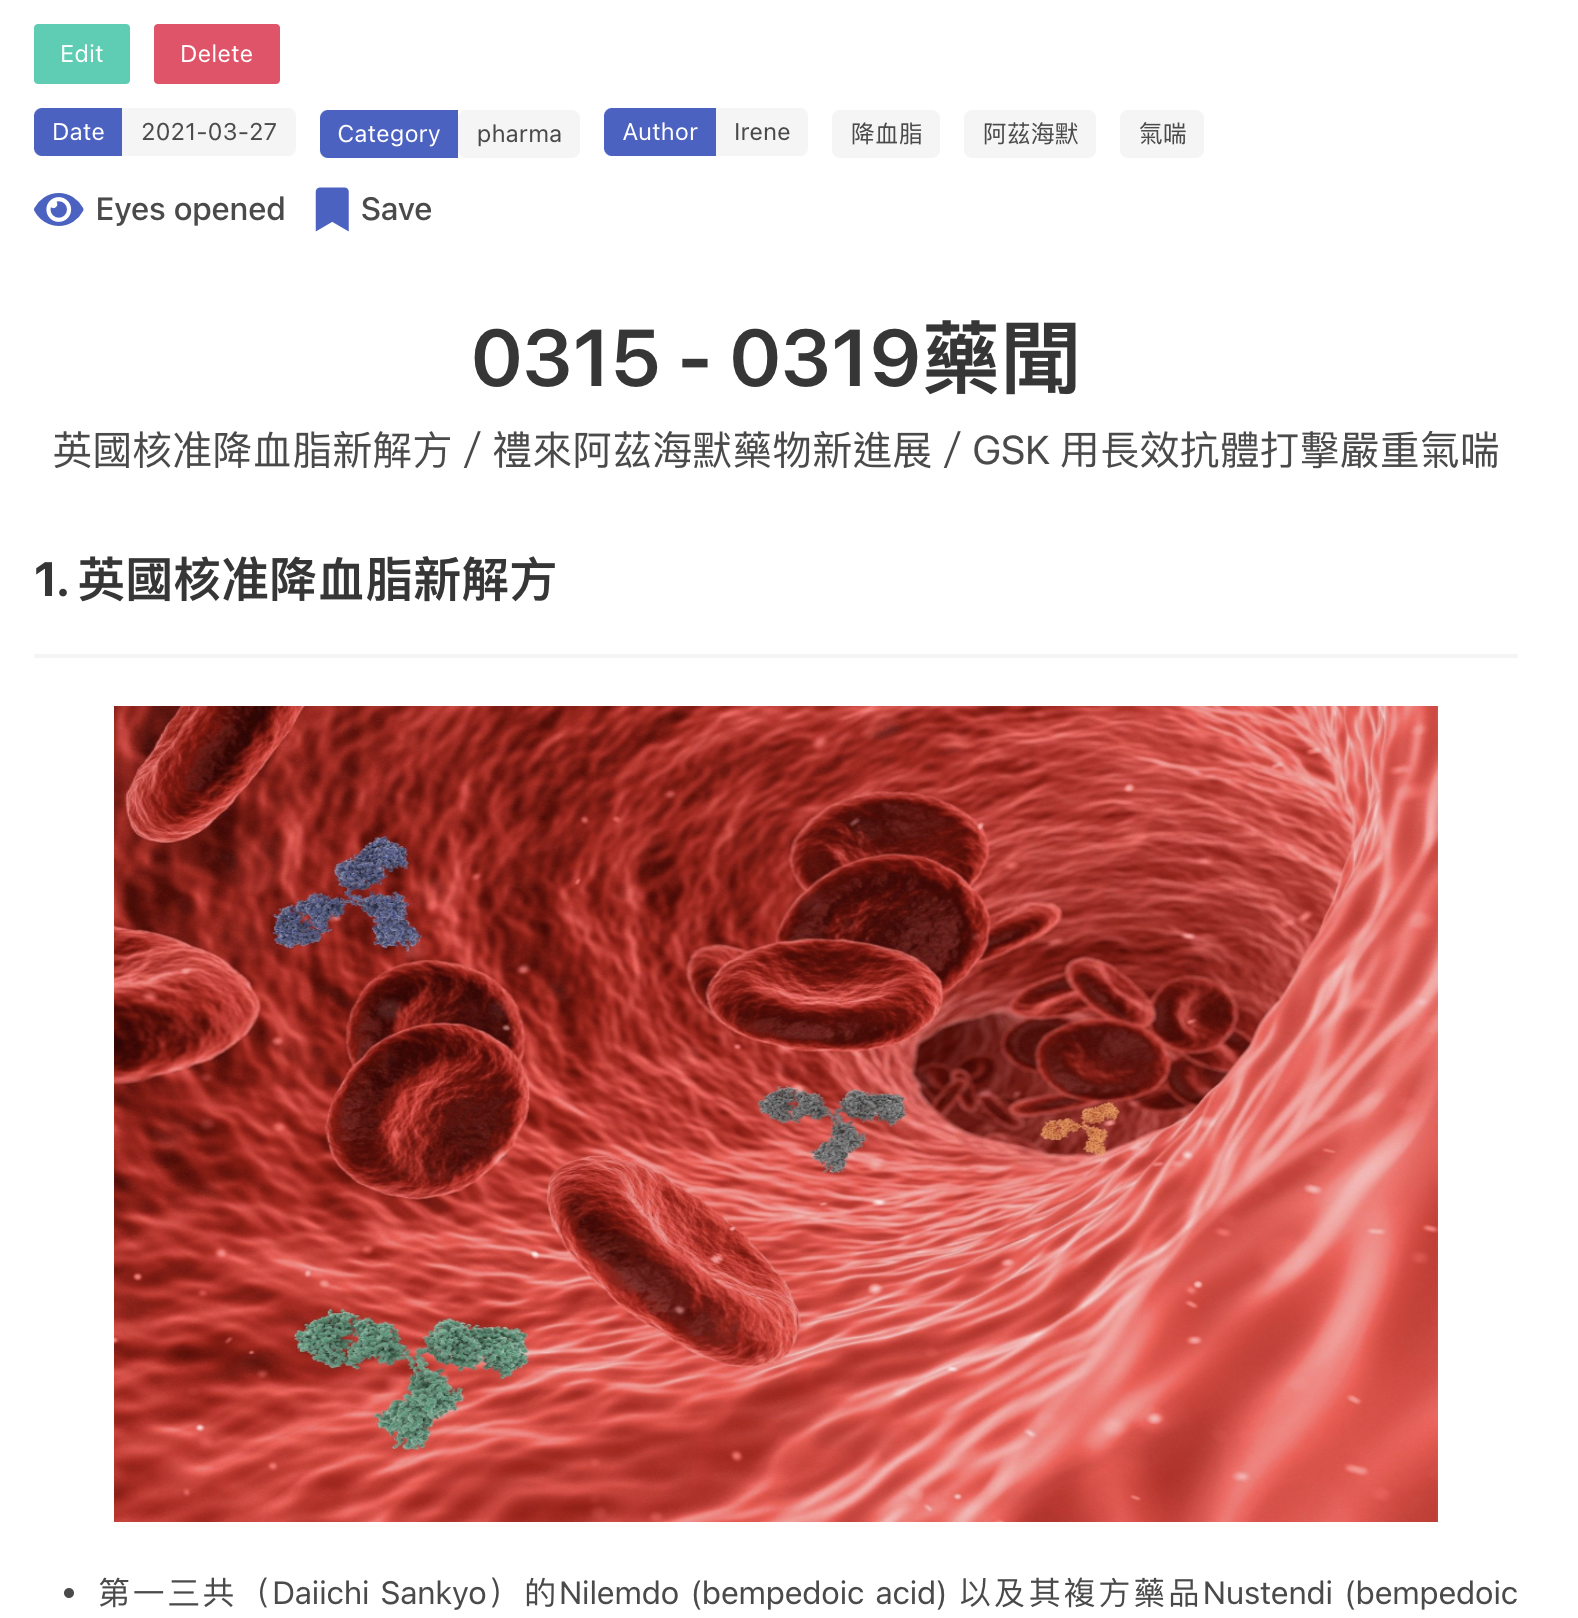 Edit Delete
Date 2021-03-27 Category pharma Author Irene 降血脂 阿茲海默 氣喘
Eyes opened Save
0315 - 0319藥聞
英國核准降血脂新解方 / 禮來阿茲海默藥物新進展 / GSK 用長效抗體打擊嚴重氣喘
1. 英國核准降血脂新解方
• 第一三共（Daiichi Sankyo）的Nilemdo (bempedoic acid) 以及其複方藥品Nustendi (bempedoic